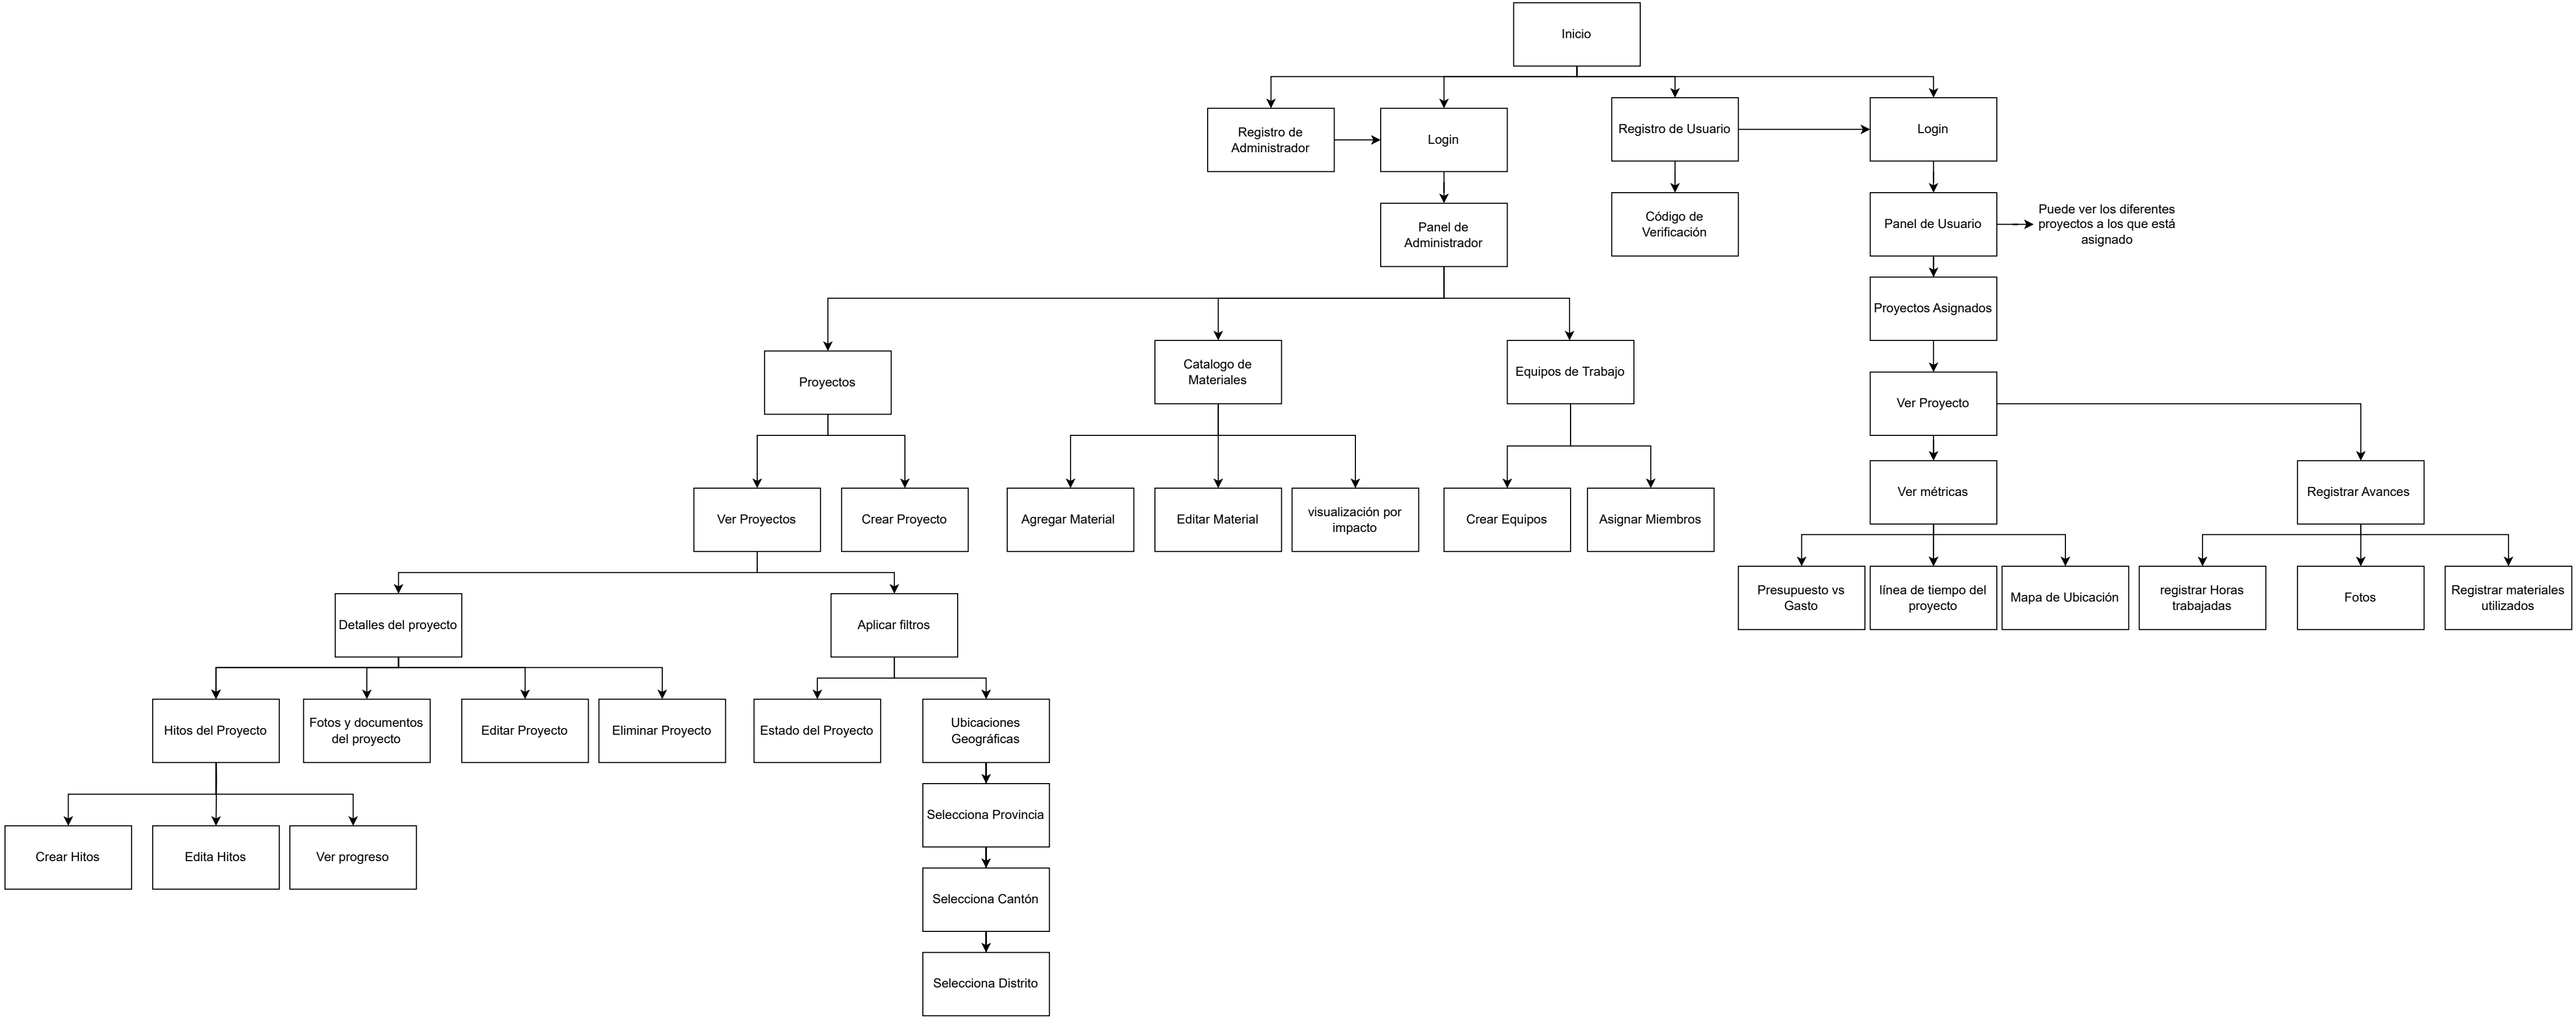 Inicio
Registro de
Administrador
Login
Registro de Usuario
Login
Panel de
Administrador
Código de
Verificación
Panel de Usuario
Puede ver los diferentes
proyectos a los que está
asignado
Proyectos Asignados
Proyectos
Catalogo de
Materiales
Equipos de Trabajo
Ver Proyecto
Ver Proyectos
Crear Proyecto
Agregar Material
Editar Material
visualización por
impacto
Crear Equipos
Asignar Miembros
Ver métricas
Registrar Avances
Presupuesto vs
Gasto
línea de tiempo del
proyecto
Mapa de Ubicación
registrar Horas
trabajadas
Fotos
Registrar materiales
utilizados
Detalles del proyecto
Aplicar filtros
Hitos del Proyecto
Fotos y documentos
del proyecto
Editar Proyecto
Eliminar Proyecto
Estado del Proyecto
Ubicaciones
Geográficas
Selecciona Provincia
Crear Hitos
Edita Hitos
Ver progreso
Selecciona Cantón
Selecciona Distrito